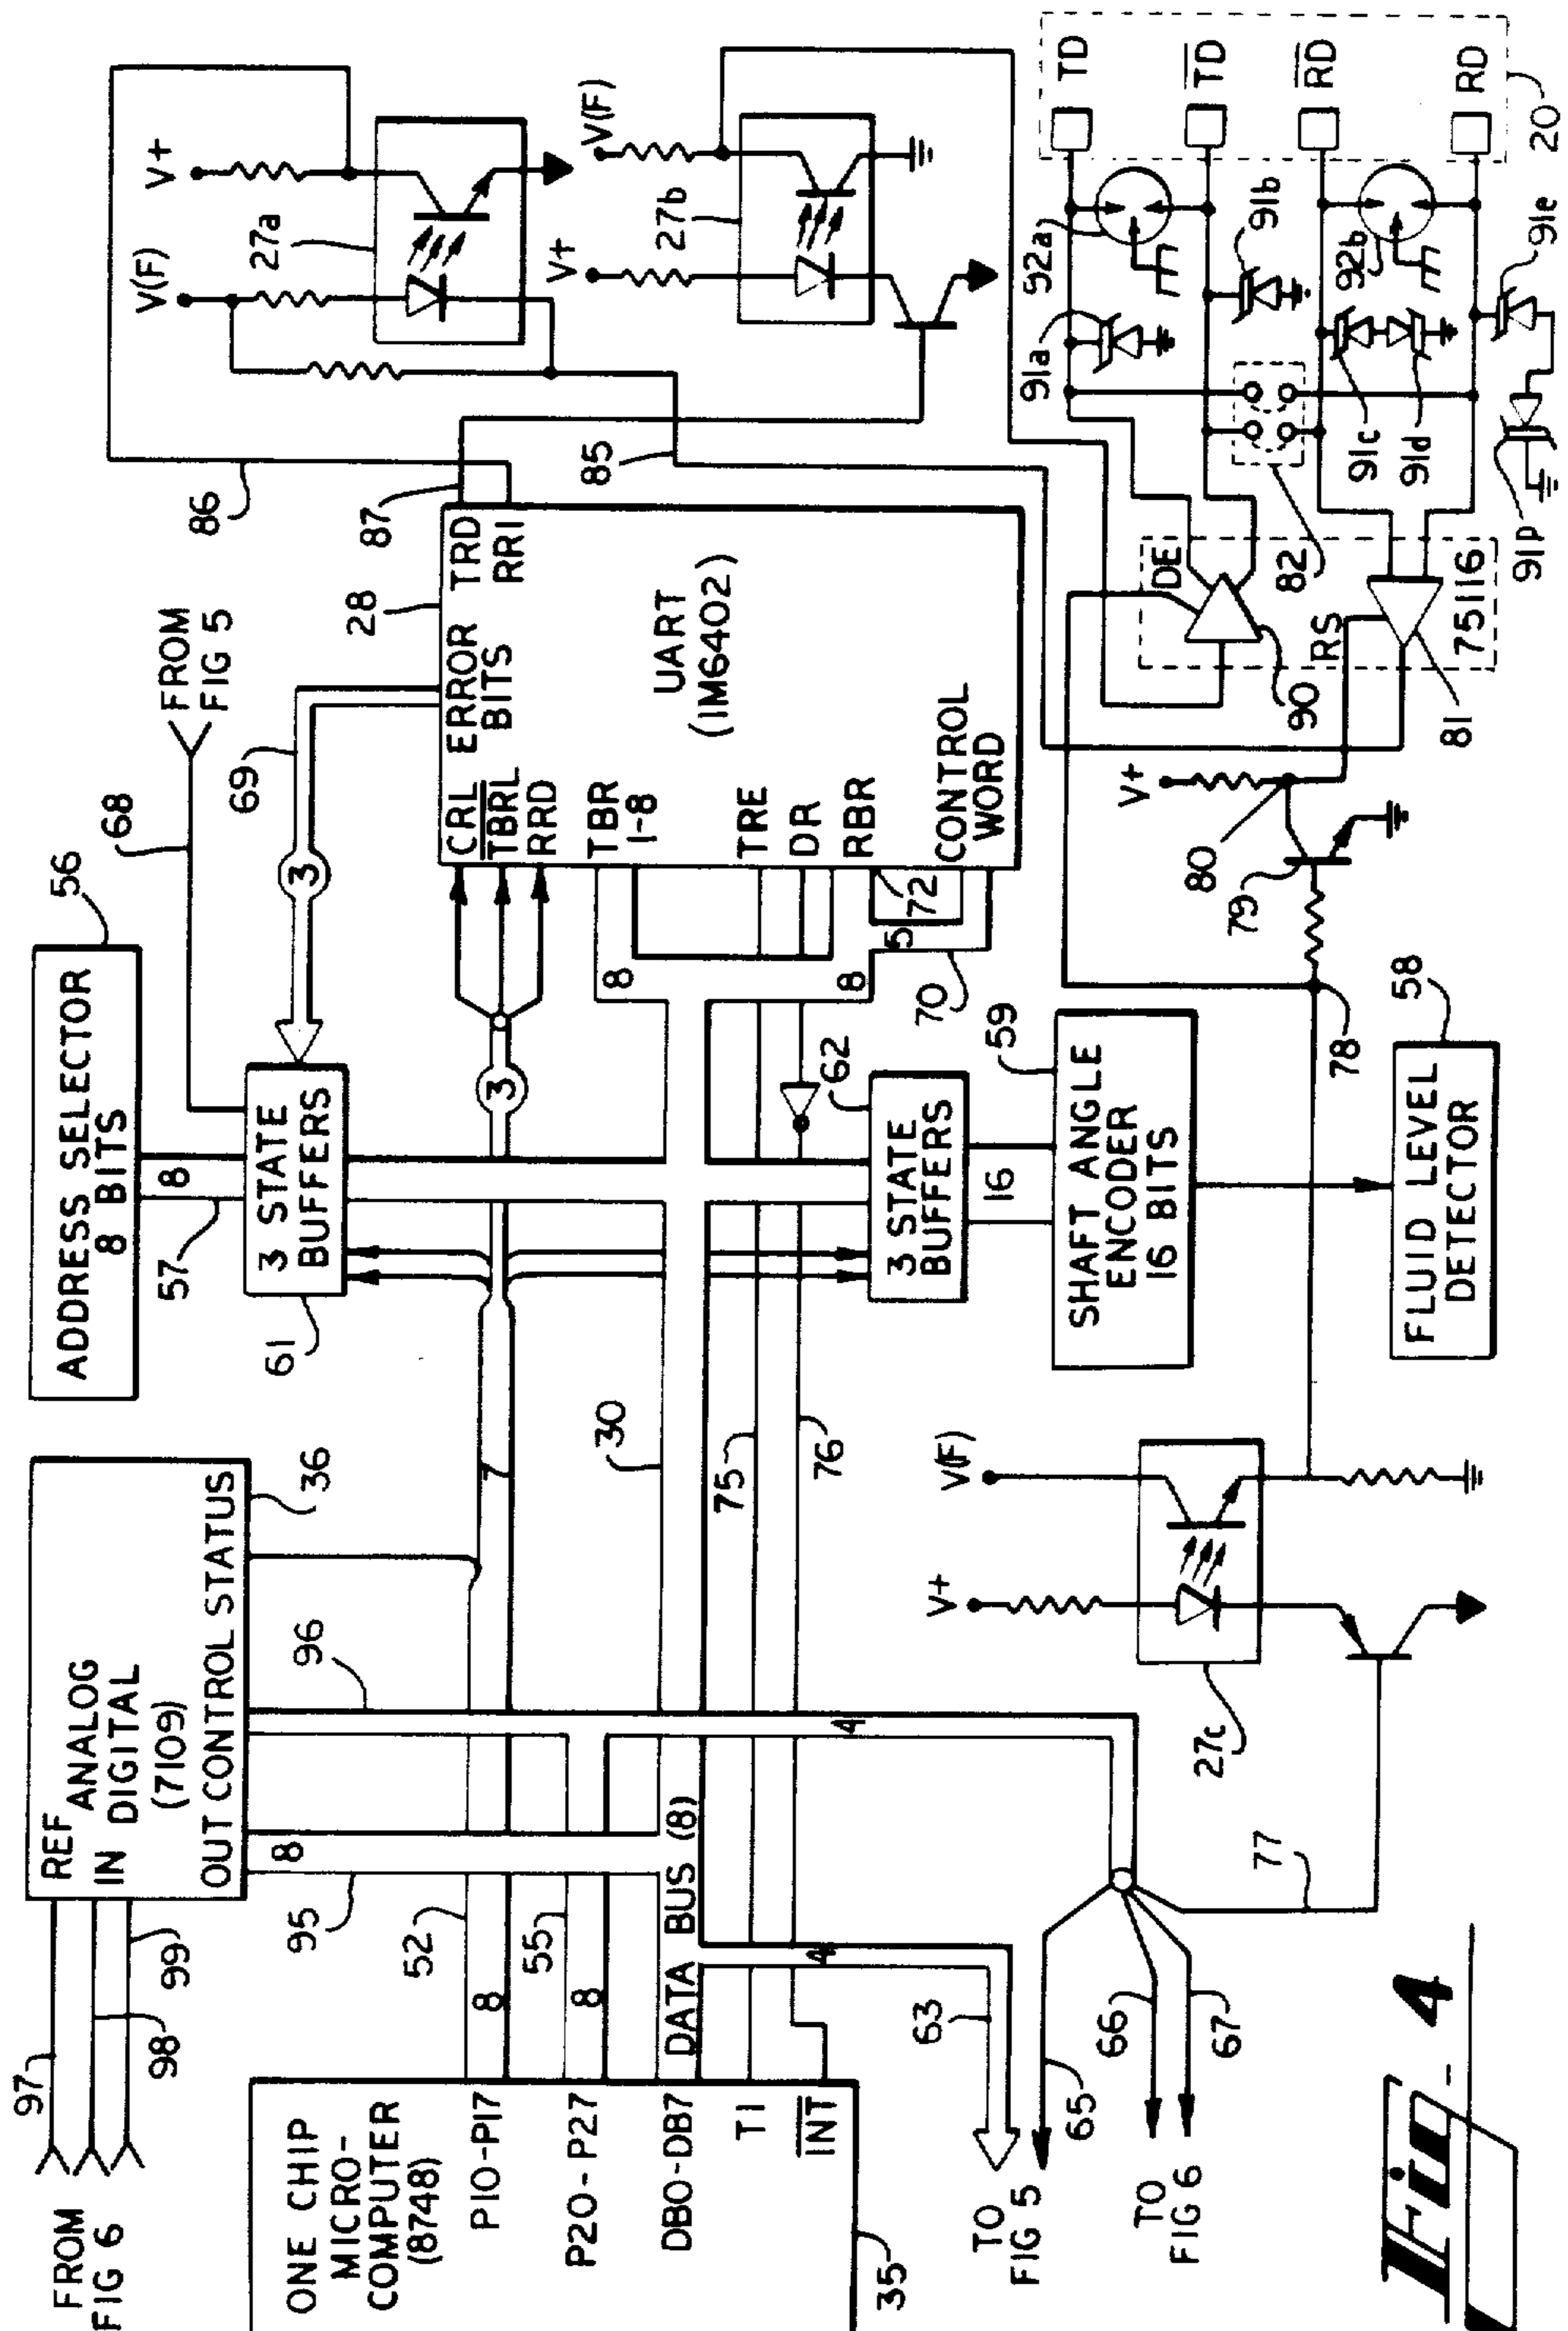 FROM
FIG 6
97
98
99
REF
ANALOG
IN DIGITAL
(7109)
OUT CONTROL STATUS
36
ADDRESS SELECTOR
8 BITS
56
57
8
68
FROM
FIG 5
3 STATE
BUFFERS
61
69
3
3
ONE CHIP
MICRO-
COMPUTER
(8748)
P10-P17
P20-P27
DB0-DB7
T1
INT
35
52
8
55
8
95
8
96
7
30
DATA BUS (8)
75
76
4
4
63
TO
FIG 5
65
66
67
TO
FIG 6
77
28
CRL
TBRL
RRD
ERROR
BITS
TRD
RRI
UART
(IM6402)
TBR
1-8
TRE
DR
RBR
CONTROL
WORD
8
8
5
72
70
62
3 STATE
BUFFERS
16
59
SHAFT ANGLE
ENCODER
16 BITS
58
FLUID LEVEL
DETECTOR
V+
V(F)
27c
78
79
80
V+
86
87
85
V(F)
V+
27a
V+
V(F)
27b
DE
90
RS
81
75116
82
91a
92a
91b
91c
91d
92b
91e
91P
TD
TD
RD
RD
20
Fig-4